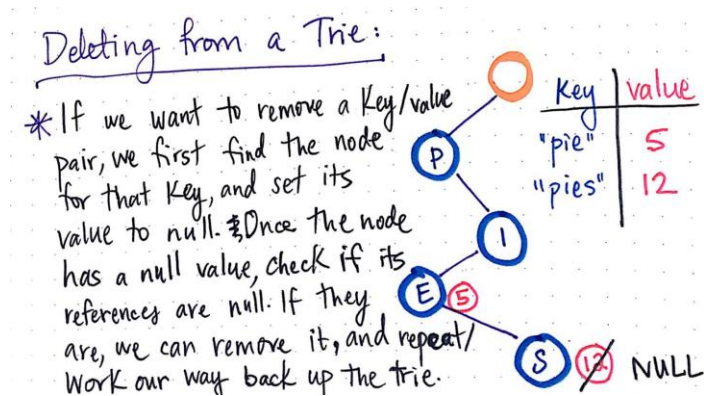 Deleting from a Trie:
* If we want to remove a key/value
pair, we first find the node
for that key, and set its
value to null. Once the node
has a null value, check if its
references are null. If they
are, we can remove it, and repeat/
work our way back up the trie.
P
I
E 5
S 12 NULL
Key value
"pie" 5
"pies" 12